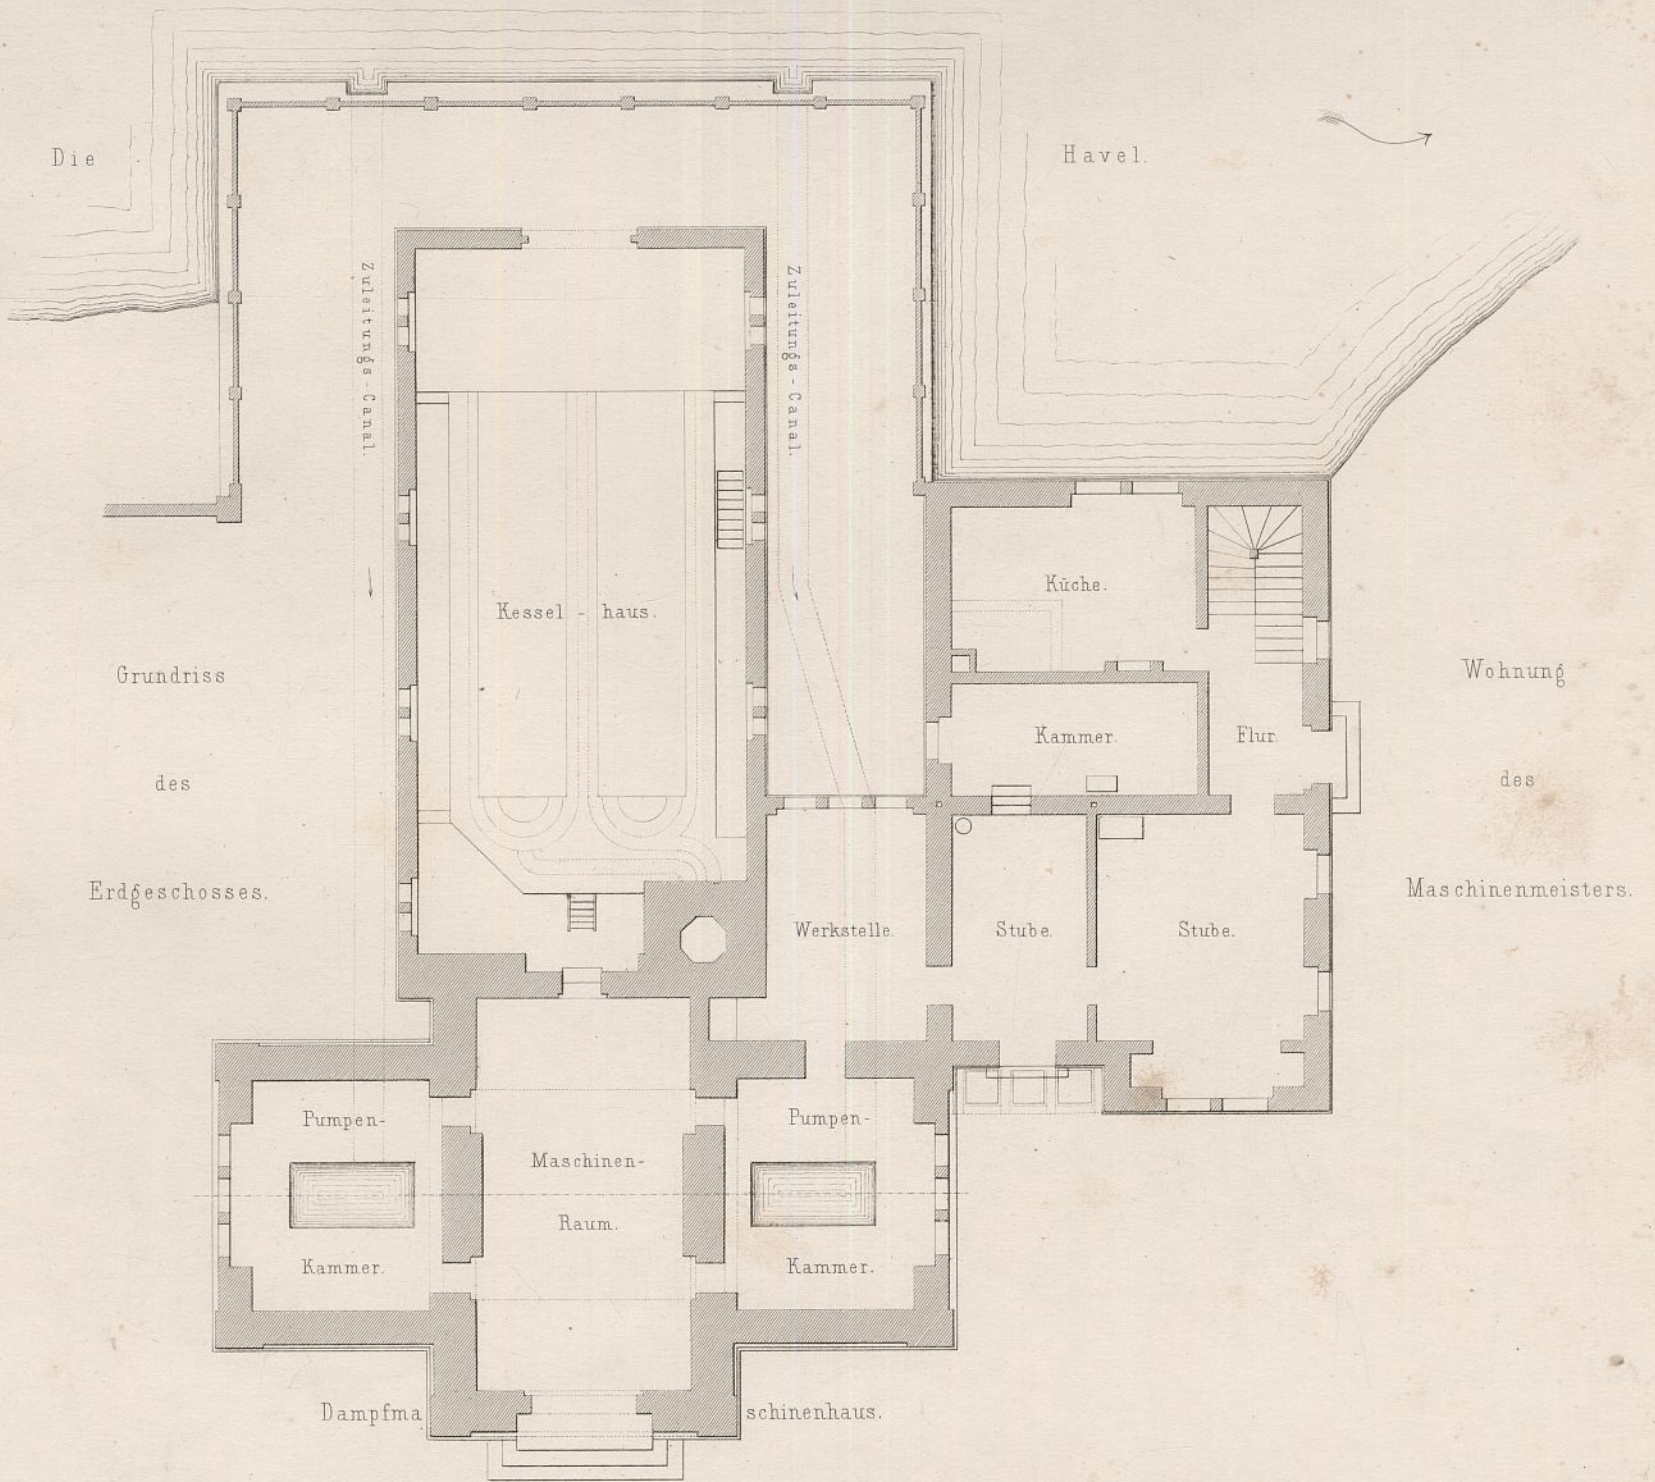 Die
Havel.
Zuleitungs-Canal.
Zuleitungs-Canal.
Kessel-haus.
Küche.
Grundriss
des
Erdgeschosses.
Wohnung
des
Maschinenmeisters.
Kammer.
Flur.
Werkstelle.
Stube.
Stube.
Pumpen-
Kammer.
Maschinen-
Raum.
Pumpen-
Kammer.
Dampfma
schinenhaus.